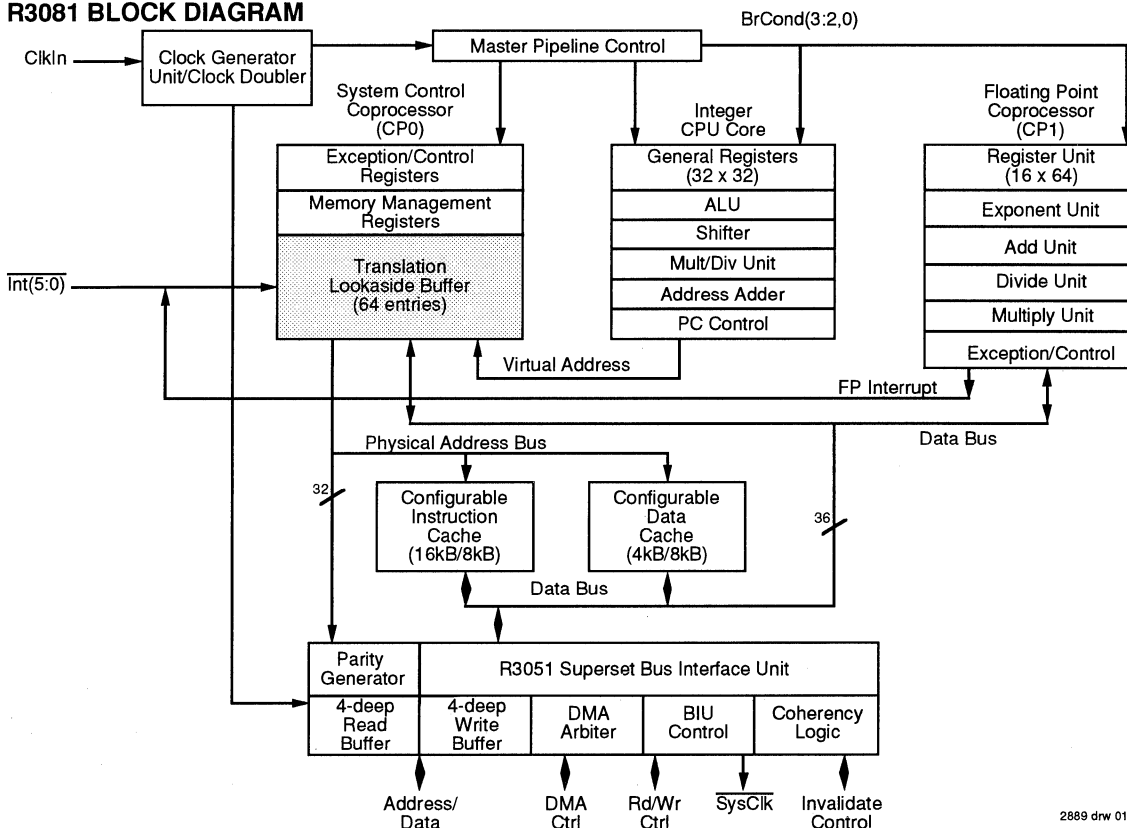 R3081 BLOCK DIAGRAM
BrCond(3:2,0)
ClkIn
Clock Generator
Unit/Clock Doubler
Master Pipeline Control
System Control
Coprocessor
(CP0)
Exception/Control
Registers
Memory Management
Registers
Translation
Lookaside Buffer
(64 entries)
Integer
CPU Core
General Registers
(32 x 32)
ALU
Shifter
Mult/Div Unit
Address Adder
PC Control
Floating Point
Coprocessor
(CP1)
Register Unit
(16 x 64)
Exponent Unit
Add Unit
Divide Unit
Multiply Unit
Exception/Control
Int(5:0)
Virtual Address
FP Interrupt
Data Bus
Physical Address Bus
32
Configurable
Instruction
Cache
(16kB/8kB)
Configurable
Data
Cache
(4kB/8kB)
36
Data Bus
Parity
Generator
R3051 Superset Bus Interface Unit
4-deep
Read
Buffer
4-deep
Write
Buffer
DMA
Arbiter
BIU
Control
Coherency
Logic
Address/
Data
DMA
Ctrl
Rd/Wr
Ctrl
SysClk
Invalidate
Control
2889 drw 01